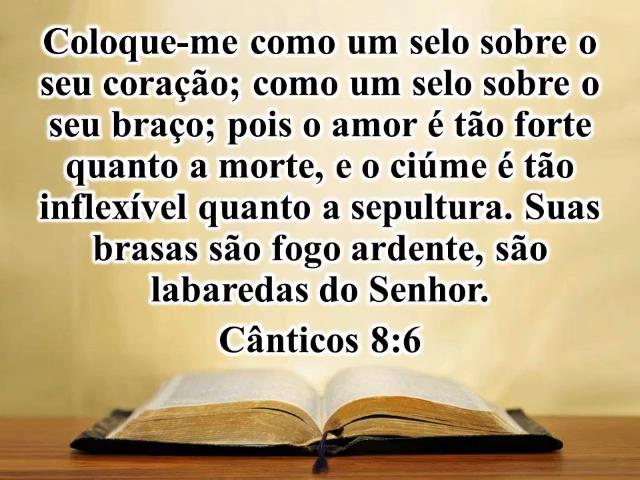 Coloque-me como um selo sobre o
seu coração; como um selo sobre o
seu braço; pois o amor é tão forte
quanto a morte, e o ciúme é tão
inflexível quanto a sepultura. Suas
brasas são fogo ardente, são
labaredas do Senhor.
Cânticos 8:6